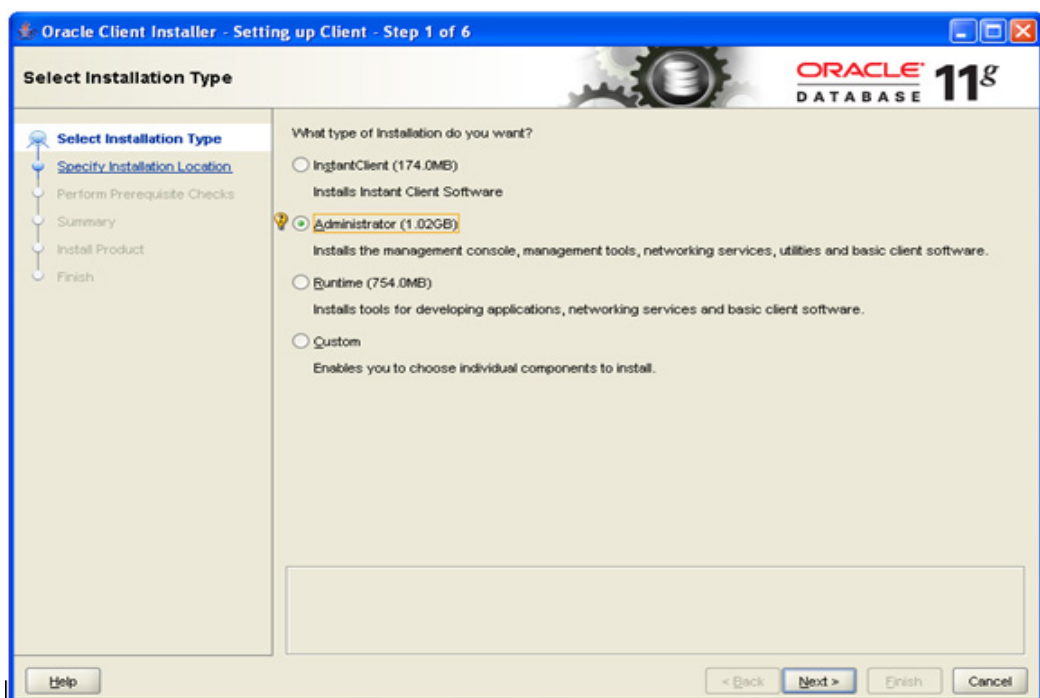 Oracle Client Installer - Setting up Client - Step 1 of 6
Select Installation Type
ORACLE
DATABASE
11g
Select Installation Type
Specify Installation Location
Perform Prerequisite Checks
Summary
Install Product
Finish
What type of Installation do you want?
InstantClient (174.0MB)
Installs Instant Client Software
Administrator (1.02GB)
Installs the management console, management tools, networking services, utilities and basic client software.
Runtime (754.0MB)
Installs tools for developing applications, networking services and basic client software.
Custom
Enables you to choose individual components to install.
Help
< Back
Next >
Finish
Cancel